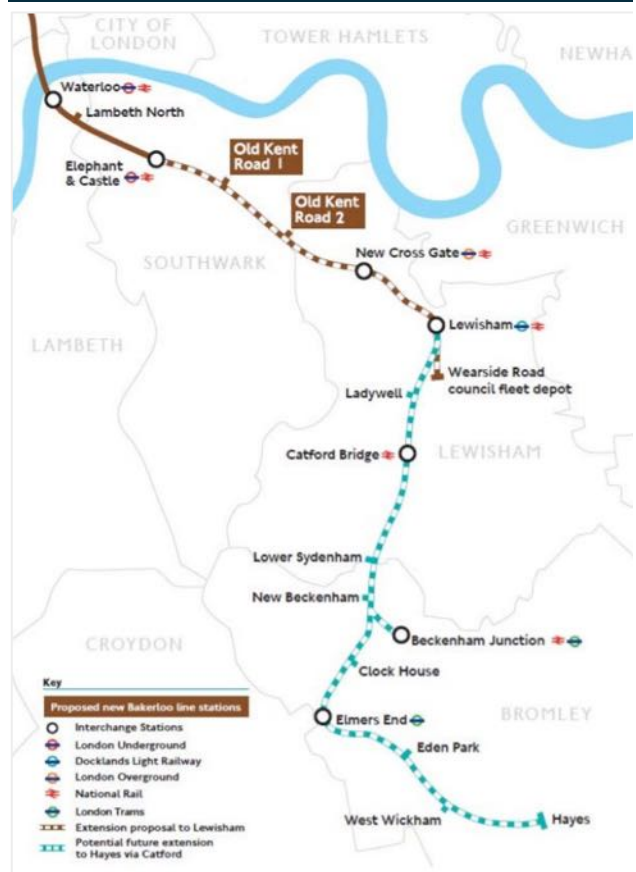 CITY OF
LONDON
TOWER HAMLETS
NEWHA
Waterloo
Lambeth North
Elephant
& Castle
Old Kent
Road 1
Old Kent
Road 2
GREENWICH
New Cross Gate
SOUTHWARK
Lewisham
LAMBETH
Wearside Road
council fleet depot
Ladywell
Catford Bridge
LEWISHAM
Lower Sydenham
New Beckenham
Beckenham Junction
CROYDON
Clock House
Elmers End
BROMLEY
Eden Park
West Wickham
Hayes
Key
Proposed new Bakerloo line stations
Interchange Stations
London Underground
Docklands Light Railway
London Overground
National Rail
London Trams
Extension proposal to Lewisham
Potential future extension
to Hayes via Catford